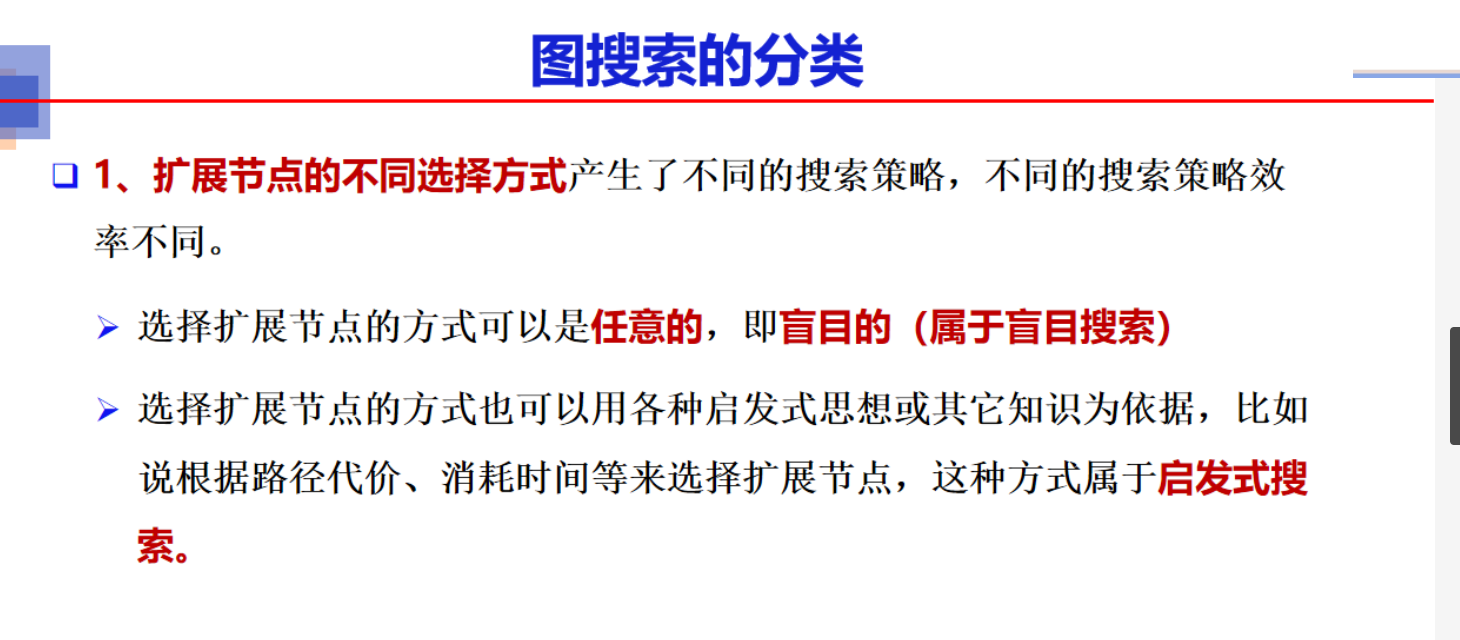 图搜索的分类
1、扩展节点的不同选择方式产生了不同的搜索策略，不同的搜索策略效
率不同。
选择扩展节点的方式可以是任意的，即盲目的（属于盲目搜索）
选择扩展节点的方式也可以用各种启发式思想或其它知识为依据，比如
说根据路径代价、消耗时间等来选择扩展节点，这种方式属于启发式搜
索。